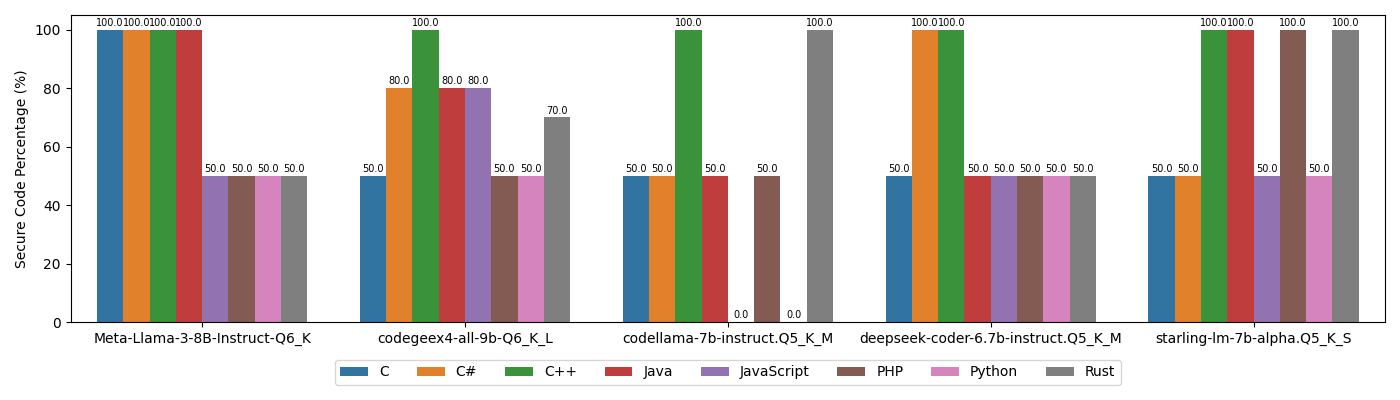 Secure Code Percentage (%)
100
80
60
40
20
0
100.0 100.0 100.0 100.0 50.0 50.0 50.0 50.0
50.0 80.0 100.0 80.0 80.0 50.0 50.0 70.0
50.0 50.0 100.0 50.0 0.0 50.0 0.0 100.0
50.0 100.0 100.0 50.0 50.0 50.0 50.0 50.0
50.0 50.0 100.0 100.0 50.0 100.0 50.0 100.0
Meta-Llama-3-8B-Instruct-Q6_K codegeex4-all-9b-Q6_K_L codellama-7b-instruct.Q5_K_M deepseek-coder-6.7b-instruct.Q5_K_M starling-lm-7b-alpha.Q5_K_S
C C# C++ Java JavaScript PHP Python Rust